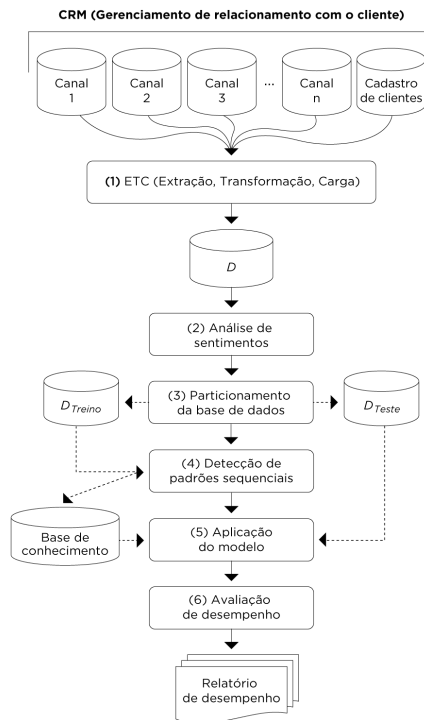 CRM (Gerenciamento de relacionamento com o cliente)
Canal
1
Canal
2
Canal
3
...
Canal
n
Cadastro
de clientes
(1) ETC (Extração, Transformação, Carga)
D
(2) Análise de
sentimentos
D Treino
(3) Particionamento
da base de dados
D Teste
(4) Detecção de
padrões sequenciais
Base de
conhecimento
(5) Aplicação
do modelo
(6) Avaliação
de desempenho
Relatório
de desempenho